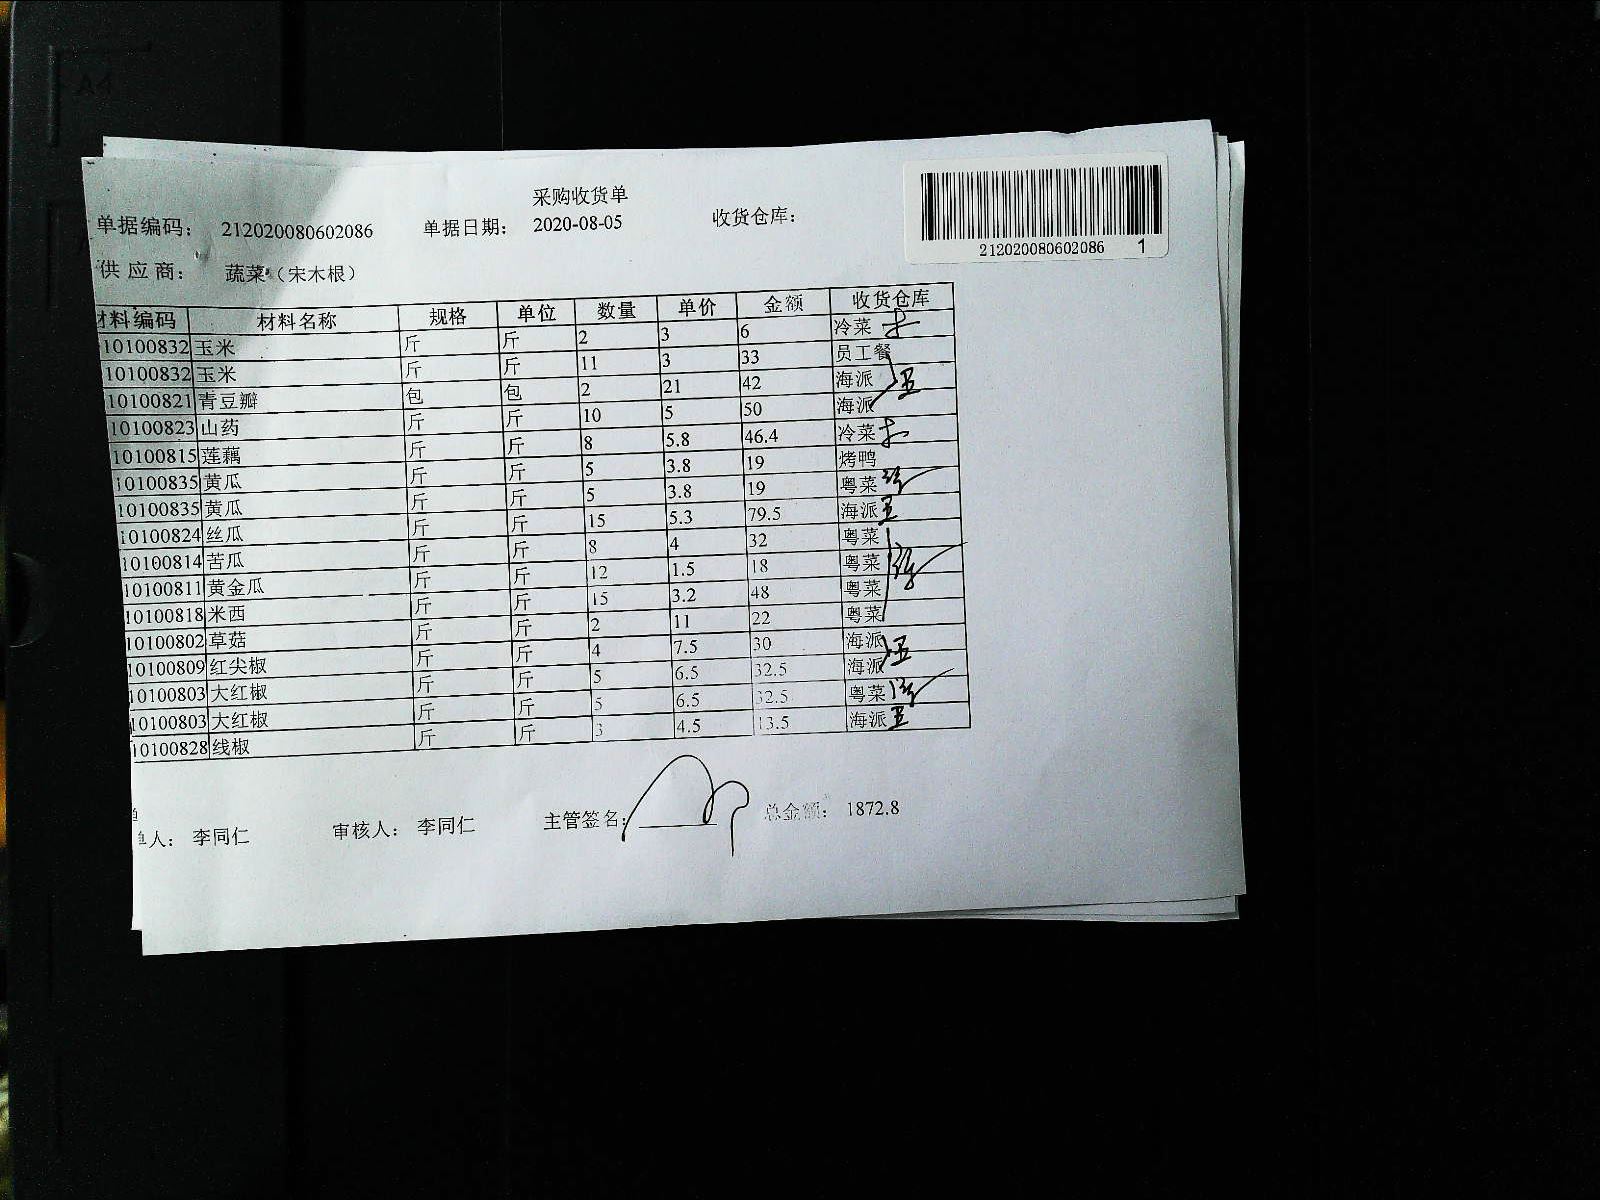 采购收货单
单据编码： 212020080602086 单据日期： 2020-08-05 收货仓库：
212020080602086 1
供应商： 蔬菜（宋木根）
材料编码 材料名称 规格 单位 数量 单价 金额 收货仓库
10100832 玉米 斤 斤 2 3 6 冷菜
10100832 玉米 斤 斤 11 3 33 员工餐
10100821 青豆瓣 包 包 2 21 42 海派
10100823 山药 斤 斤 10 5 50 海派
10100815 莲藕 斤 斤 8 5.8 46.4 冷菜
10100835 黄瓜 斤 斤 5 3.8 19 烤鸭
10100835 黄瓜 斤 斤 5 3.8 19 粤菜
10100824 丝瓜 斤 斤 15 5.3 79.5 海派
10100814 苦瓜 斤 斤 8 4 32 粤菜
10100811 黄金瓜 斤 斤 12 1.5 18 粤菜
10100818 米西 斤 斤 15 3.2 48 粤菜
10100802 草菇 斤 斤 2 11 22 粤菜
10100809 红尖椒 斤 斤 4 7.5 30 海派
10100803 大红椒 斤 斤 5 6.5 32.5 海派
10100803 大红椒 斤 斤 5 6.5 32.5 粤菜
10100828 线椒 斤 斤 3 4.5 13.5 海派
单人： 李同仁 审核人： 李同仁 主管签名： 总金额： 1872.8